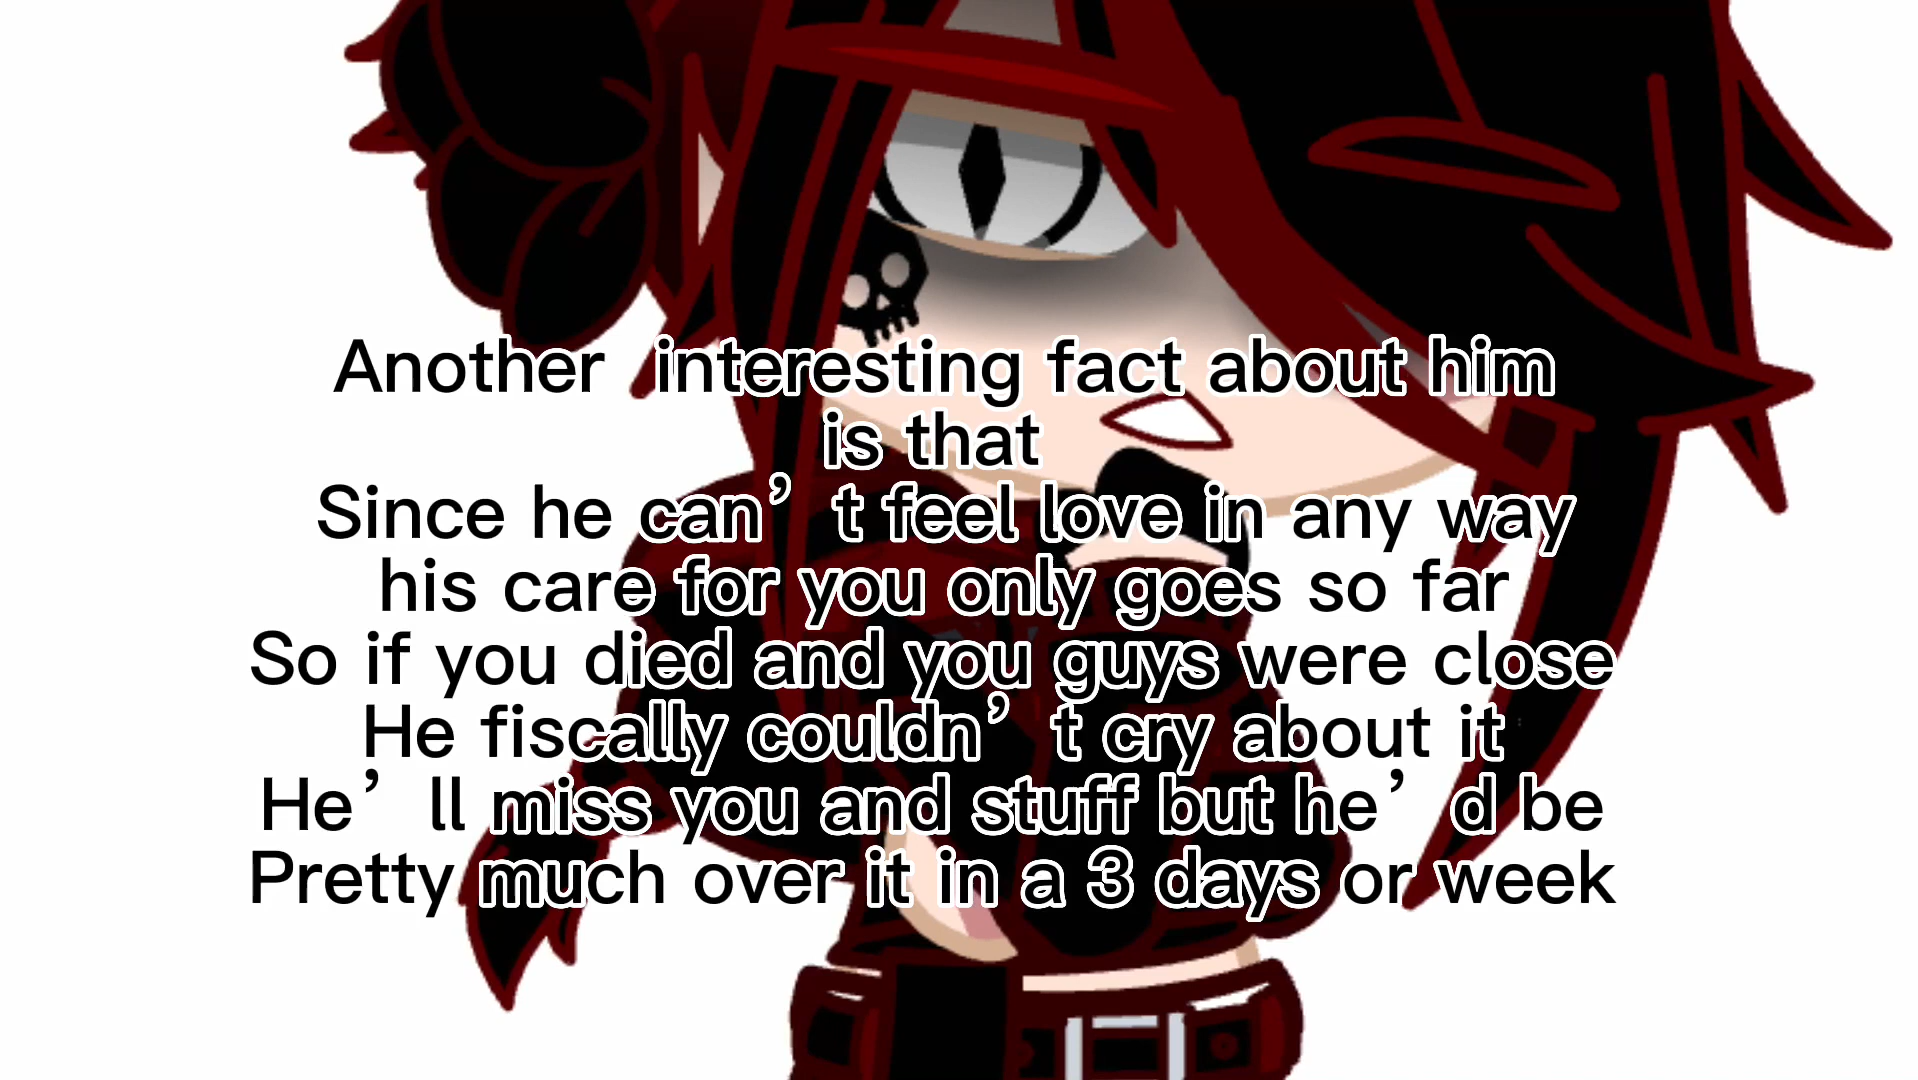 Another interesting fact about him
is that
Since he can’t feel love in any way
his care for you only goes so far
So if you died and you guys were close
He fiscally couldn’t cry about it
He’ll miss you and stuff but he’d be
Pretty much over it in a 3 days or week